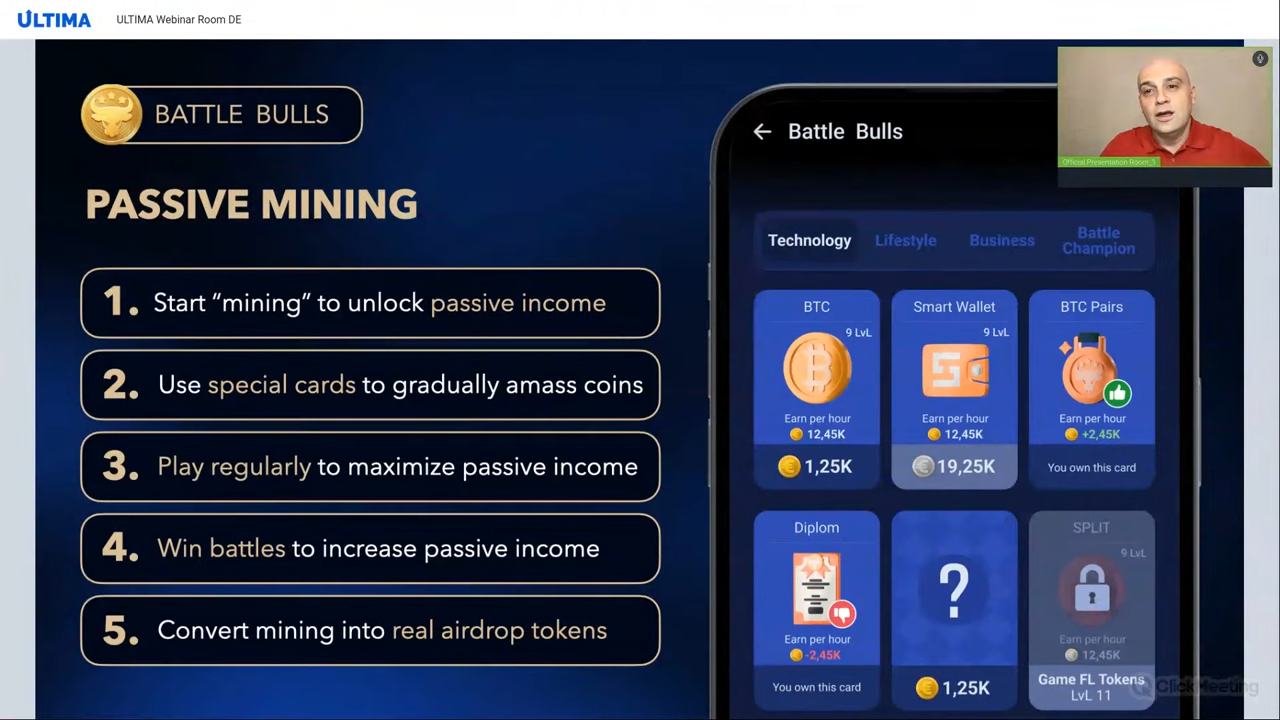 ULTIMA
ULTIMA Webinar Room DE
BATTLE BULLS
PASSIVE MINING
1. Start “mining” to unlock passive income
2. Use special cards to gradually amass coins
3. Play regularly to maximize passive income
4. Win battles to increase passive income
5. Convert mining into real airdrop tokens
Official Presentation Room_1
← Battle Bulls
Technology Lifestyle Business Battle
Champion
BTC Smart Wallet BTC Pairs
9 LvL 9 LvL
Earn per hour Earn per hour Earn per hour
12,45K 12,45K +2,45K
1,25K 19,25K You own this card
Diplom ? SPLIT
9 LvL
Earn per hour Earn per hour
-2,45K 12,45K
You own this card 1,25K Game FL Tokens
LvL 11
ClickMeeting